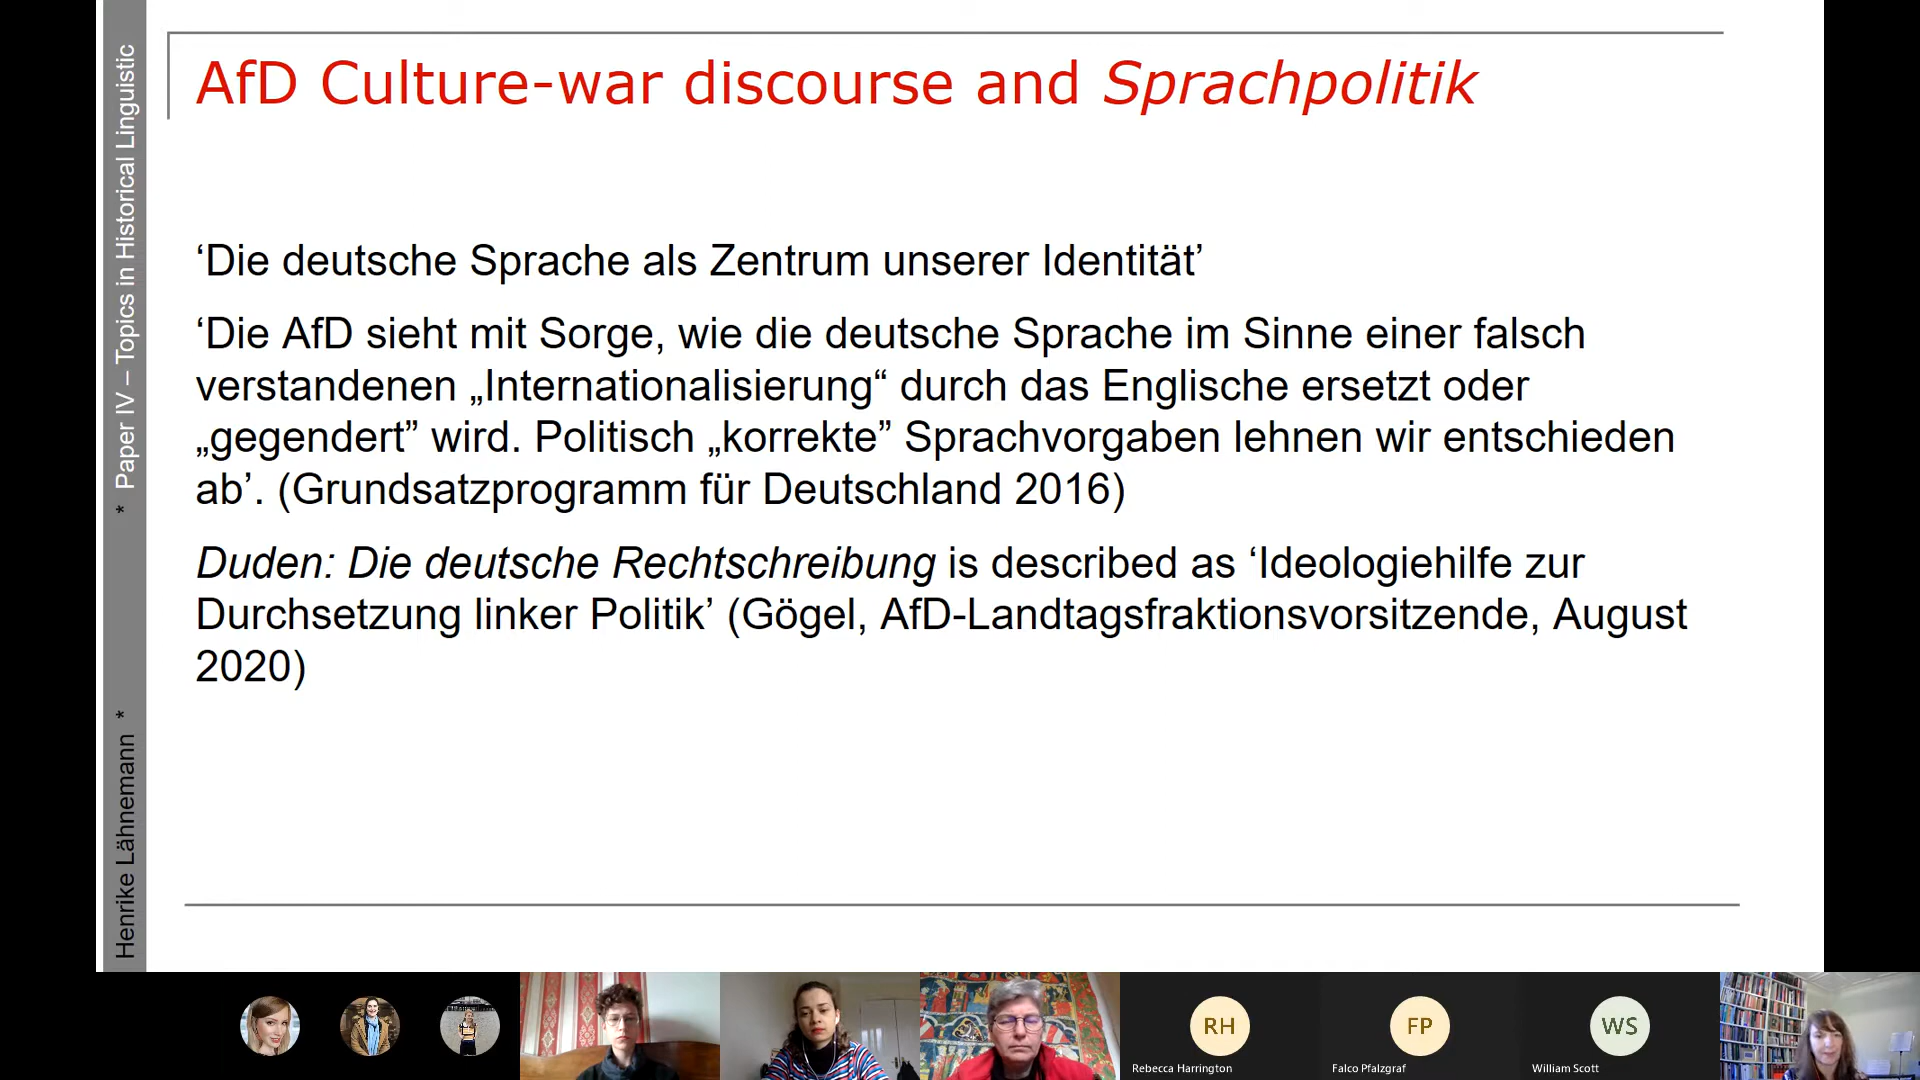 AfD Culture-war discourse and Sprachpolitik
‘Die deutsche Sprache als Zentrum unserer Identität’
‘Die AfD sieht mit Sorge, wie die deutsche Sprache im Sinne einer falsch
verstandenen „Internationalisierung“ durch das Englische ersetzt oder
„gegendert” wird. Politisch „korrekte” Sprachvorgaben lehnen wir entschieden
ab’. (Grundsatzprogramm für Deutschland 2016)
Duden: Die deutsche Rechtschreibung is described as ‘Ideologiehilfe zur
Durchsetzung linker Politik’ (Gögel, AfD-Landtagsfraktionsvorsitzende, August
2020)
Henrike Lähnemann * * Paper IV – Topics in Historical Linguistic
RH
Rebecca Harrington
FP
Falco Pfalzgraf
WS
William Scott